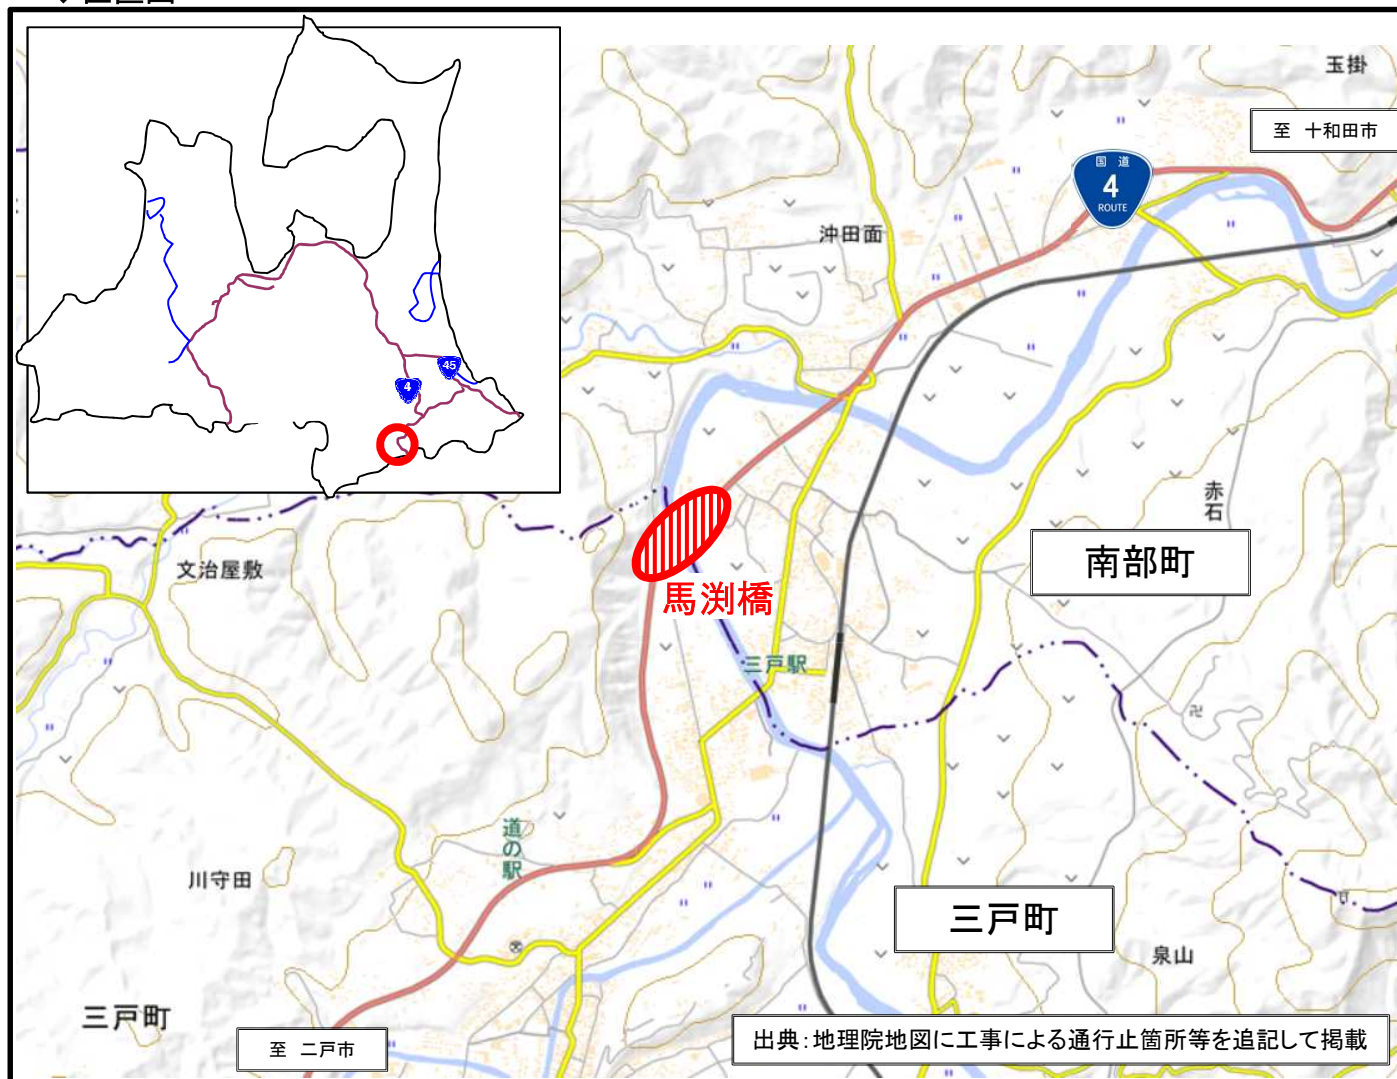 玉掛
至 十和田市
国 道
4
ROUTE
沖田面
45
4
赤石
南部町
文治屋敷
馬渕橋
三戸駅
道の駅
川守田
三戸町
泉山
三戸町
至 二戸市
出典：地理院地図に工事による通行止箇所等を追記して掲載